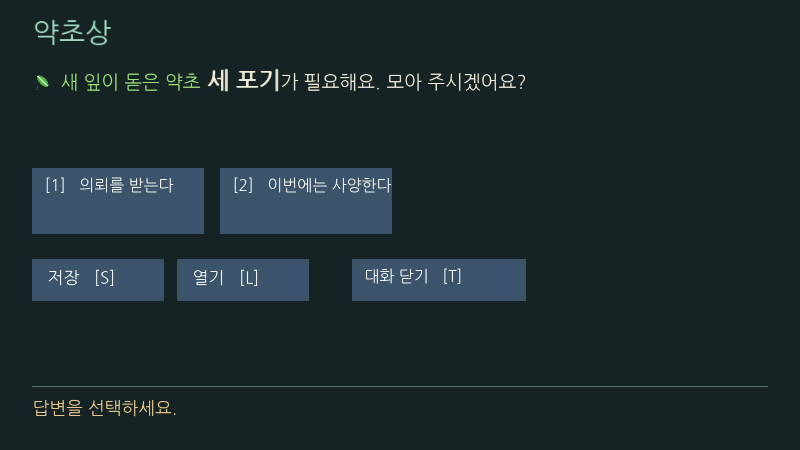 약초상
새 잎이 돋은 약초 세 포기가 필요해요. 모아 주시겠어요?
[1] 의뢰를 받는다
[2] 이번에는 사양한다
저장 [S]
열기 [L]
대화 닫기 [T]
답변을 선택하세요.